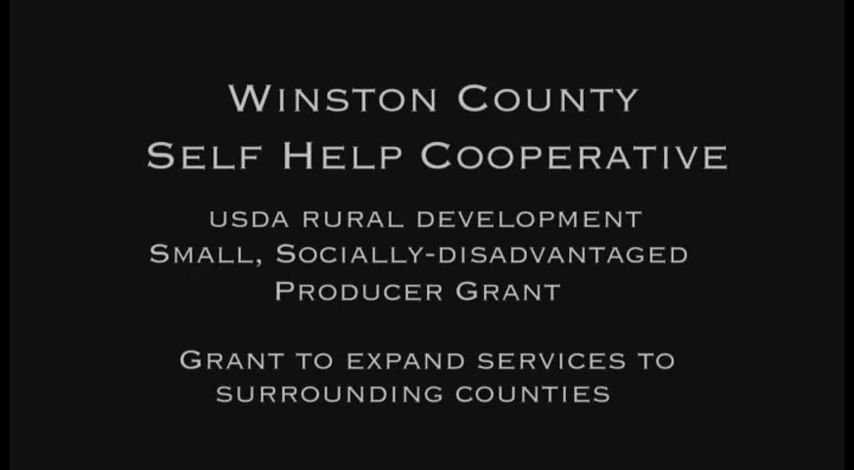 WINSTON COUNTY
SELF HELP COOPERATIVE
USDA RURAL DEVELOPMENT
SMALL, SOCIALLY-DISADVANTAGED
PRODUCER GRANT
GRANT TO EXPAND SERVICES TO
SURROUNDING COUNTIES